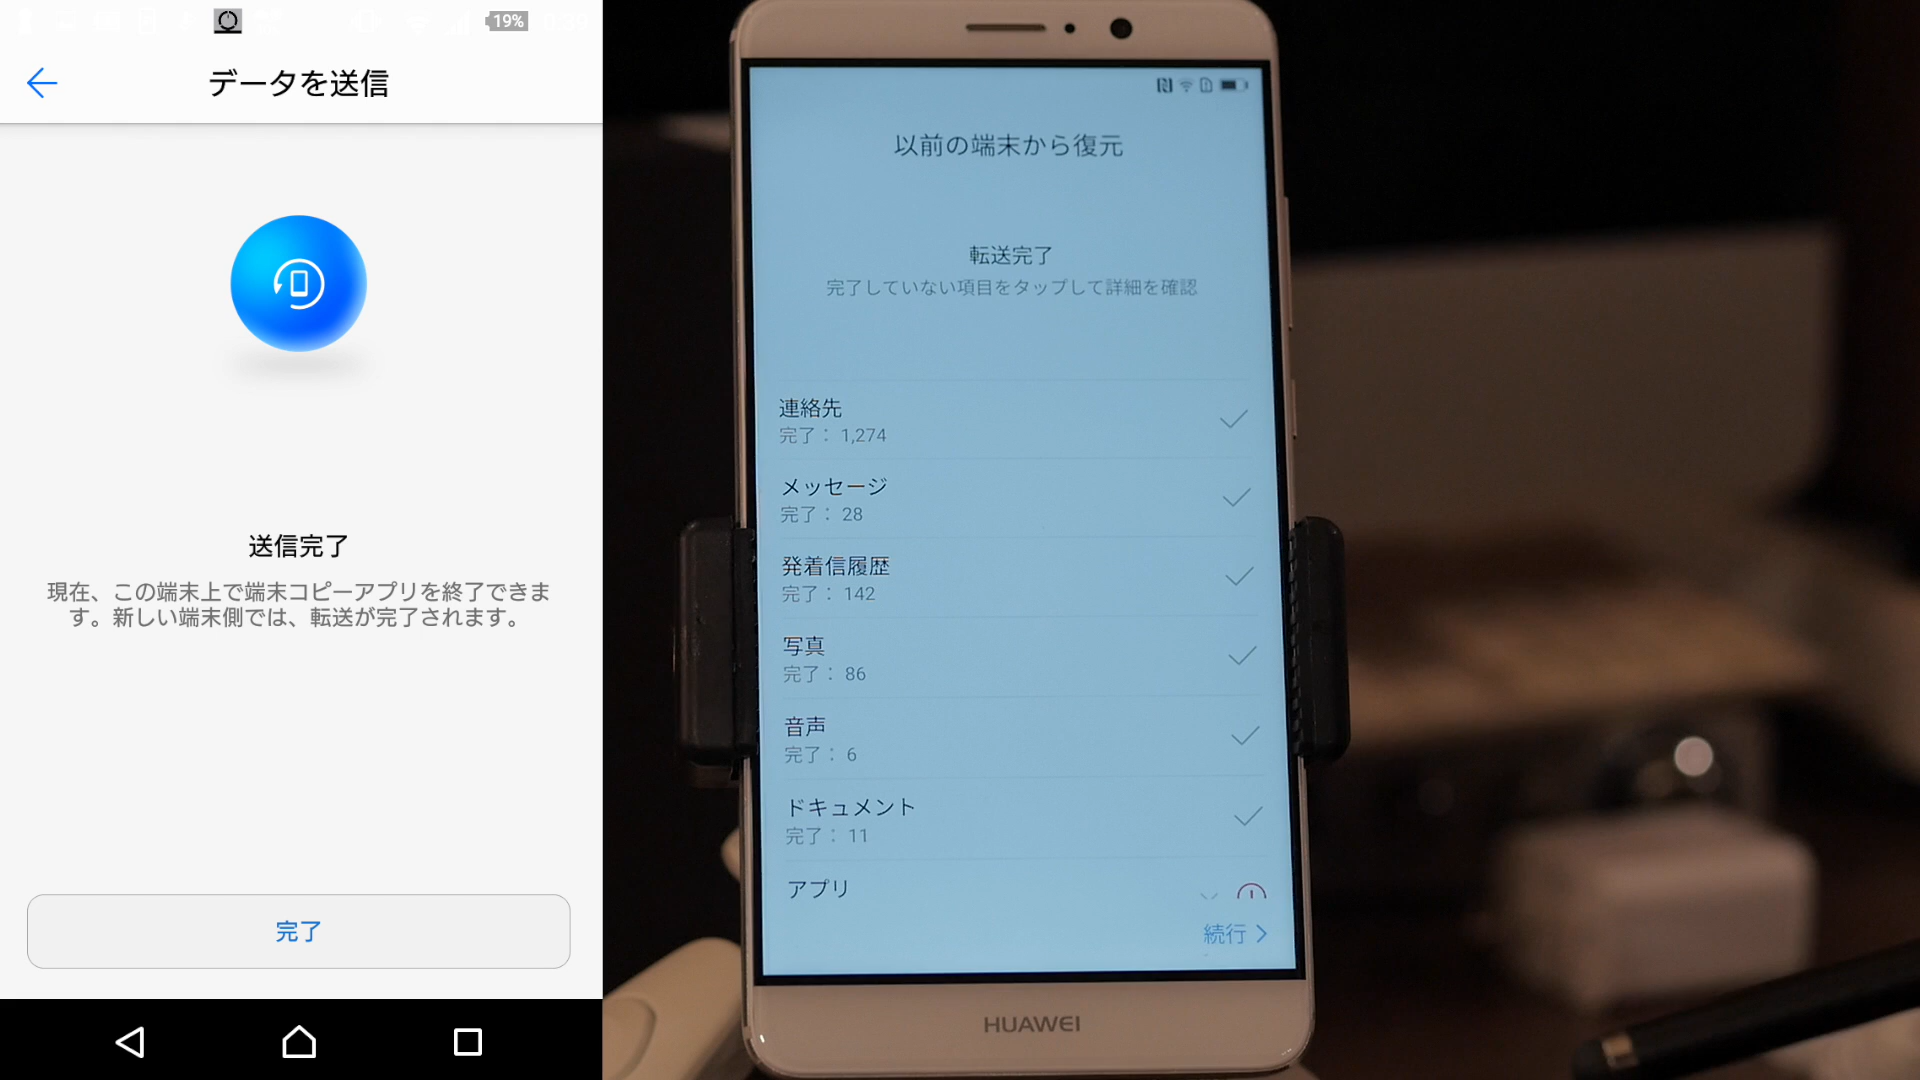 19%
データを送信
送信完了
現在、この端末上で端末コピーアプリを終了できま
す。新しい端末側では、転送が完了されます。
完了
以前の端末から復元
転送完了
完了していない項目をタップして詳細を確認
連絡先
完了： 1,274
メッセージ
完了： 28
発着信履歴
完了： 142
写真
完了： 86
音声
完了： 6
ドキュメント
完了： 11
アプリ
続行
HUAWEI